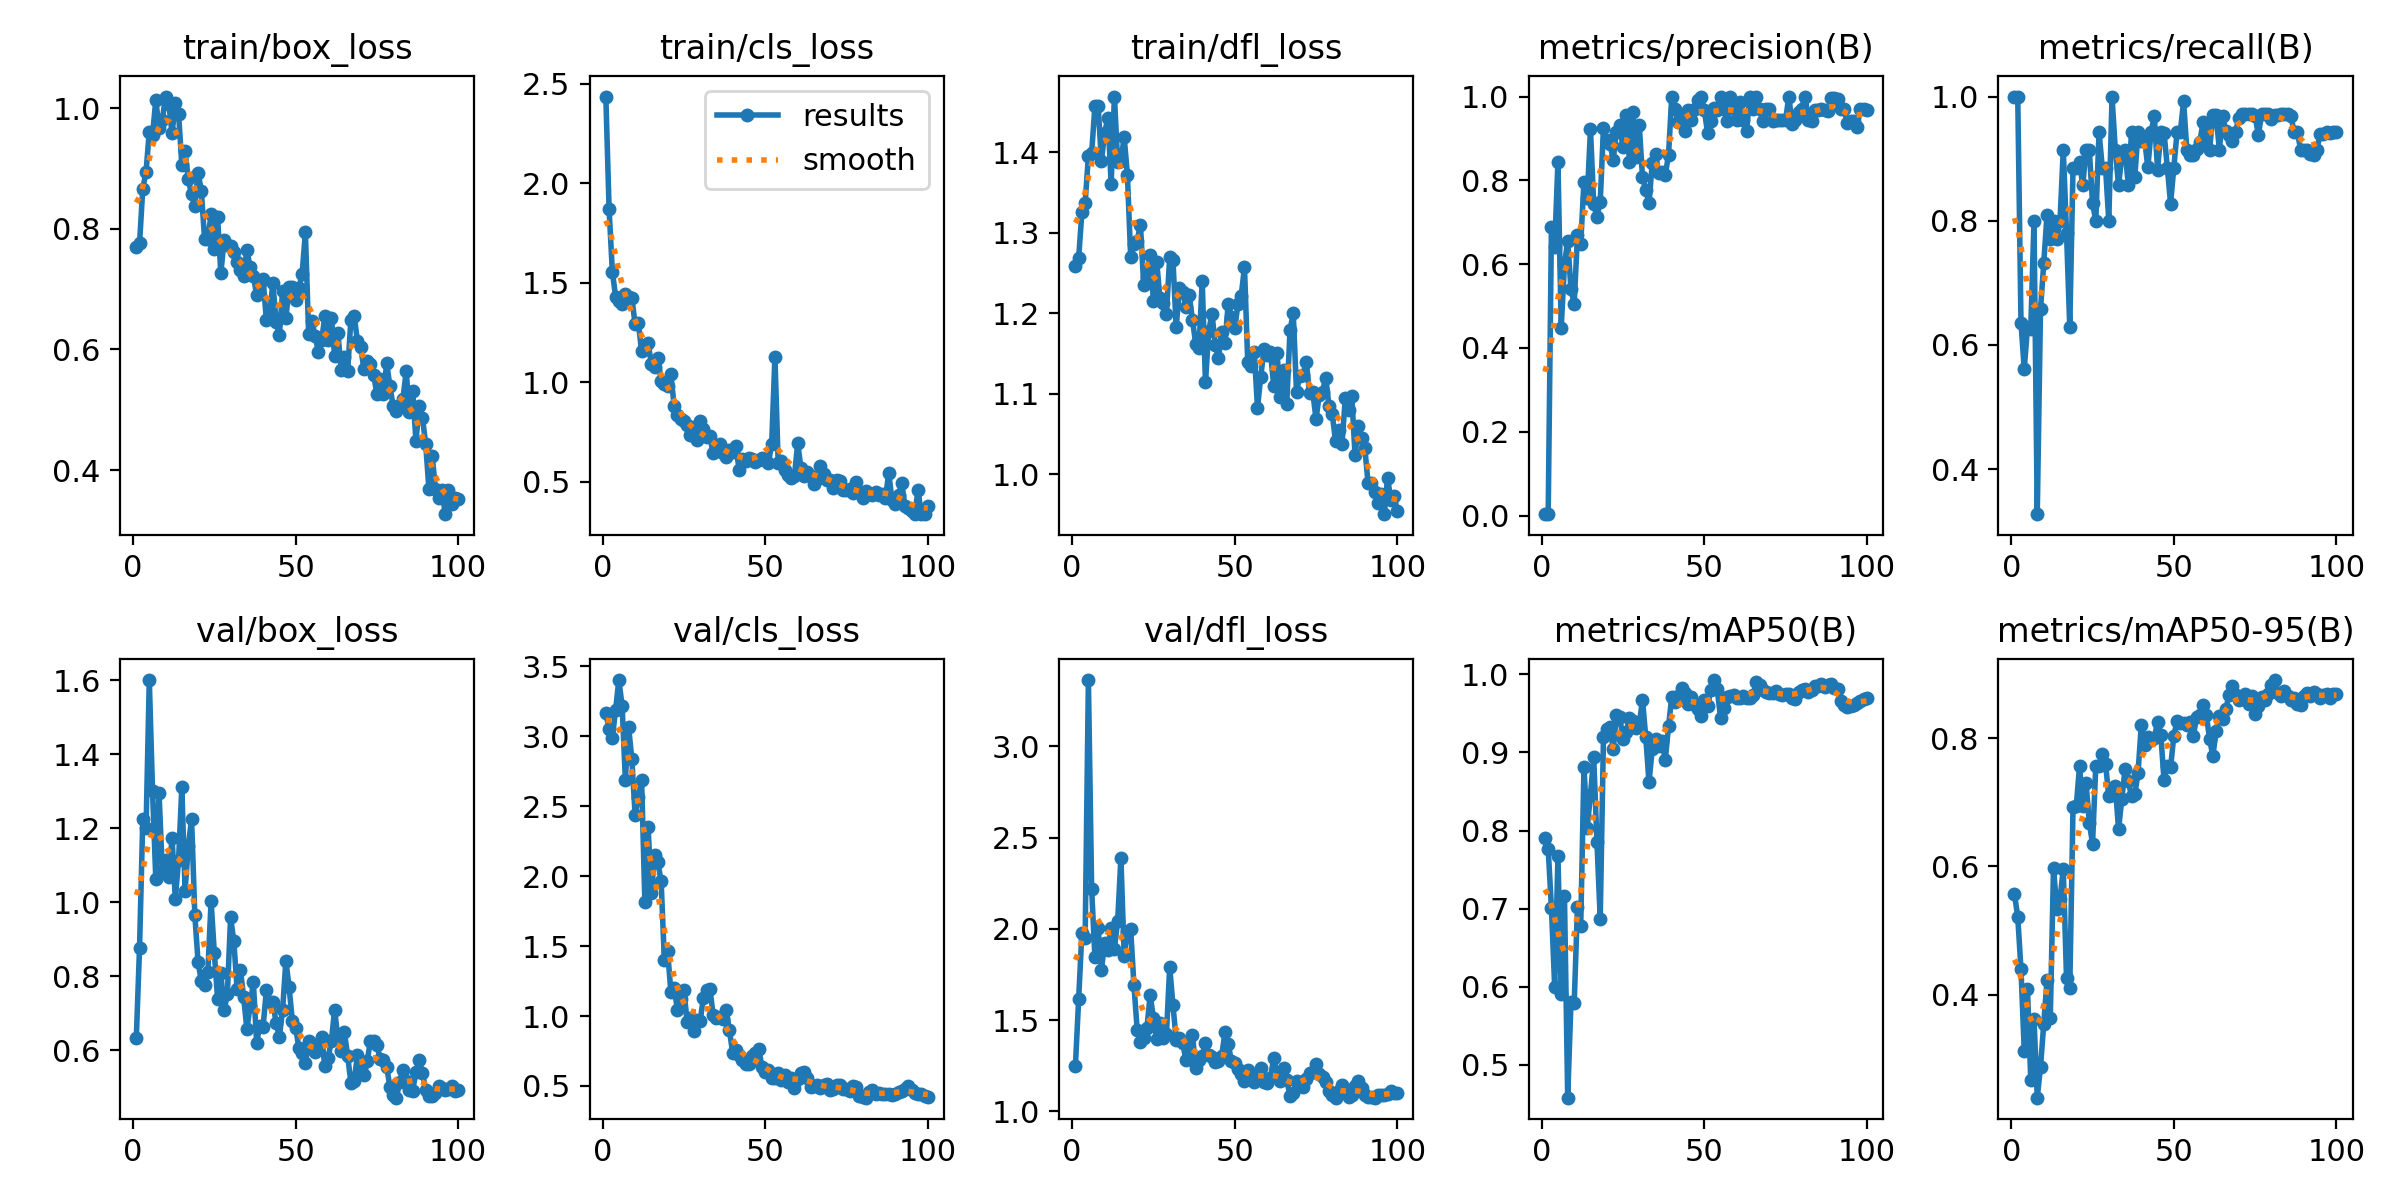 train/box_loss
1.0
0.8
0.6
0.4
0 50 100
train/cls_loss
2.5
2.0
1.5
1.0
0.5
0 50 100
results
smooth
train/dfl_loss
1.4
1.3
1.2
1.1
1.0
0 50 100
metrics/precision(B)
1.0
0.8
0.6
0.4
0.2
0.0
0 50 100
metrics/recall(B)
1.0
0.8
0.6
0.4
0 50 100
val/box_loss
1.6
1.4
1.2
1.0
0.8
0.6
0 50 100
val/cls_loss
3.5
3.0
2.5
2.0
1.5
1.0
0.5
0 50 100
val/dfl_loss
3.0
2.5
2.0
1.5
1.0
0 50 100
metrics/mAP50(B)
1.0
0.9
0.8
0.7
0.6
0.5
0 50 100
metrics/mAP50-95(B)
0.8
0.6
0.4
0 50 100